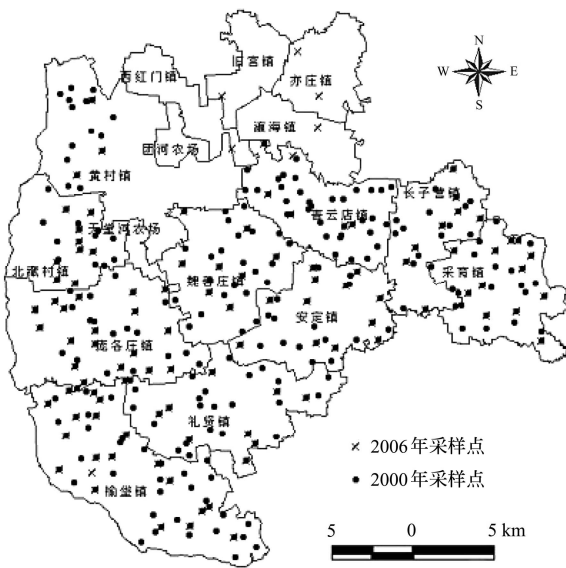 旧宫镇
西红门镇
亦庄镇
N
W E
S
瀛海镇
团河农场
黄村镇
长子营镇
青云店镇
天堂河农场
北臧村镇
魏善庄镇
采育镇
安定镇
庞各庄镇
礼贤镇
榆垡镇
× 2006年采样点
• 2000年采样点
5 0 5 km